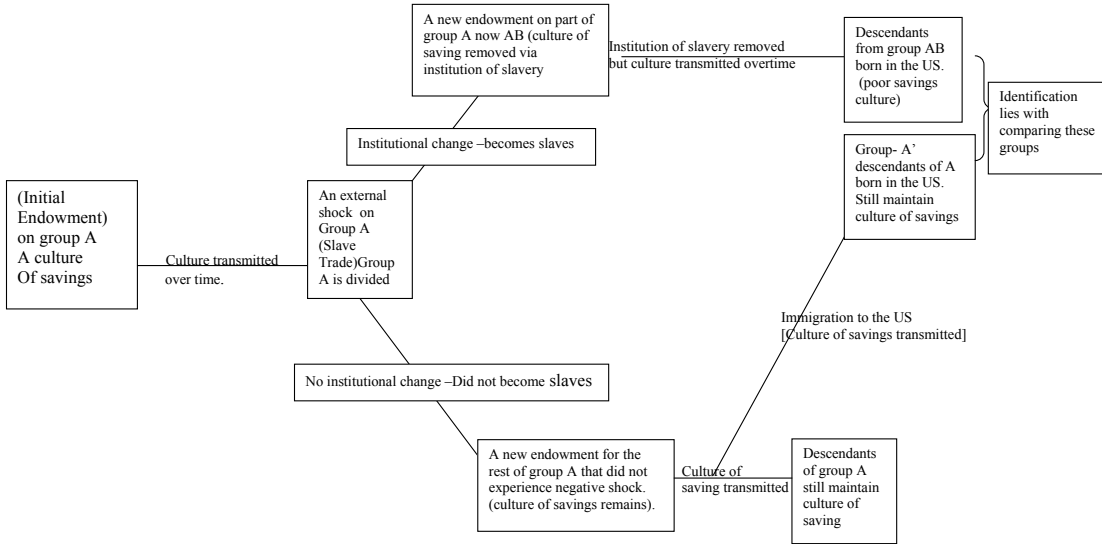 A new endowment on part of
group A now AB (culture of
saving removed via
institution of slavery
Institution of slavery removed
but culture transmitted overtime
Descendants
from group AB
born in the US.
(poor savings
culture)
Identification
lies with
comparing these
groups
Institutional change –becomes slaves
Group- A’
descendants of A
born in the US.
Still maintain
culture of savings
(Initial
Endowment)
on group A
A culture
Of savings
Culture transmitted
over time.
An external
shock on
Group A
(Slave
Trade)Group
A is divided
Immigration to the US
[Culture of savings transmitted]
No institutional change –Did not become slaves
A new endowment for the
rest of group A that did not
experience negative shock.
(culture of savings remains).
Culture of
saving transmitted
Descendants
of group A
still maintain
culture of
saving